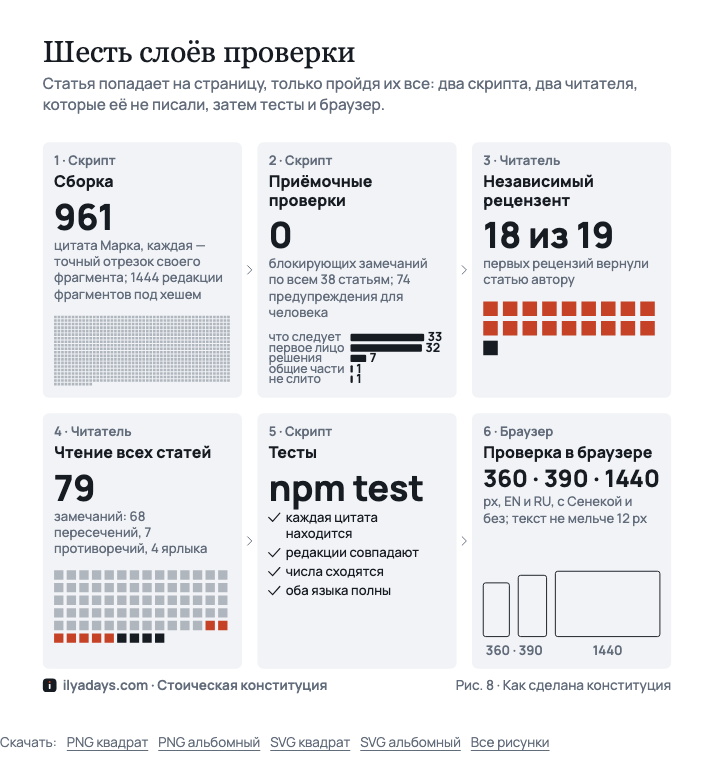 Шесть слоёв проверки
Статья попадает на страницу, только пройдя их все: два скрипта, два читателя,
которые её не писали, затем тесты и браузер.
1 · Скрипт
Сборка
961
цитата Марка, каждая —
точный отрезок своего
фрагмента; 1444 редакции
фрагментов под хешем
2 · Скрипт
Приёмочные
проверки
0
блокирующих замечаний
по всем 38 статьям; 74
предупреждения для
человека
что следует 33
первое лицо 32
решения 7
общие части 1
не слито 1
3 · Читатель
Независимый
рецензент
18 из 19
первых рецензий вернули
статью автору
4 · Читатель
Чтение всех статей
79
замечаний: 68
пересечений, 7
противоречий, 4 ярлыка
5 · Скрипт
Тесты
npm test
каждая цитата
находится
редакции совпадают
числа сходятся
оба языка полны
6 · Браузер
Проверка в браузере
360 · 390 · 1440
px, EN и RU, с Сенекой и
без; текст не мельче 12 px
360 · 390
1440
ilyadays.com · Стоическая конституция
Рис. 8 · Как сделана конституция
Скачать: PNG квадрат PNG альбомный SVG квадрат SVG альбомный Все рисунки